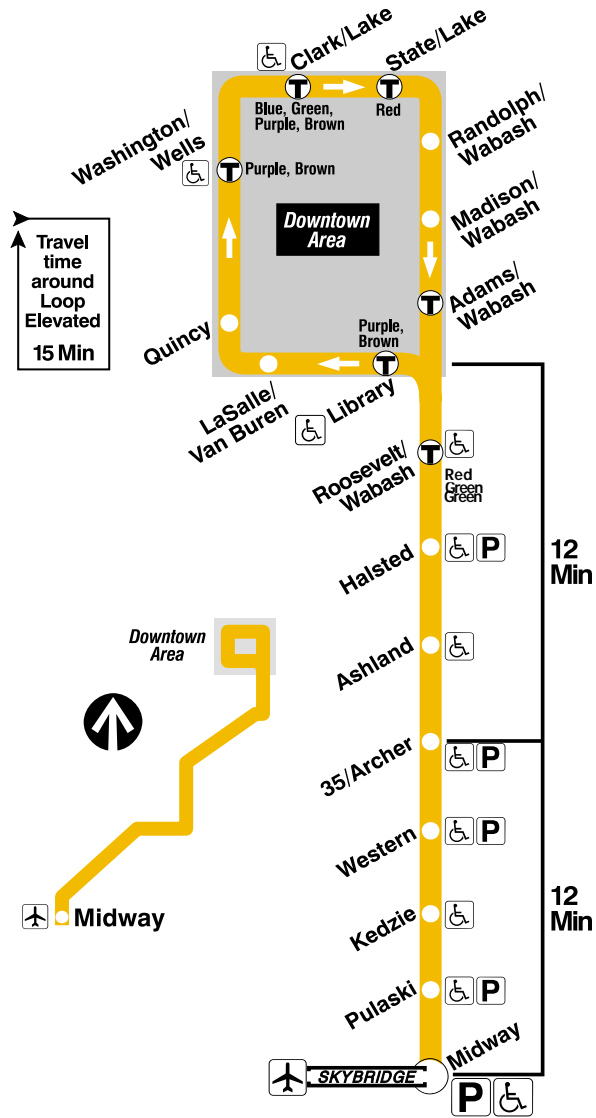 Clark/Lake
State/Lake
Blue, Green,
Purple, Brown
Red
Washington/
Wells
Purple, Brown
Randolph/
Wabash
Downtown
Area
Madison/
Wabash
Travel
time
around
Loop
Elevated
15 Min
Adams/
Wabash
Quincy
Purple,
Brown
LaSalle/
Van Buren
Library
Roosevelt/
Wabash
Red
Green
Green
Halsted
P
12
Min
Ashland
Downtown
Area
35/Archer
P
Western
P
Midway
Kedzie
12
Min
Pulaski
P
Midway
SKYBRIDGE
P